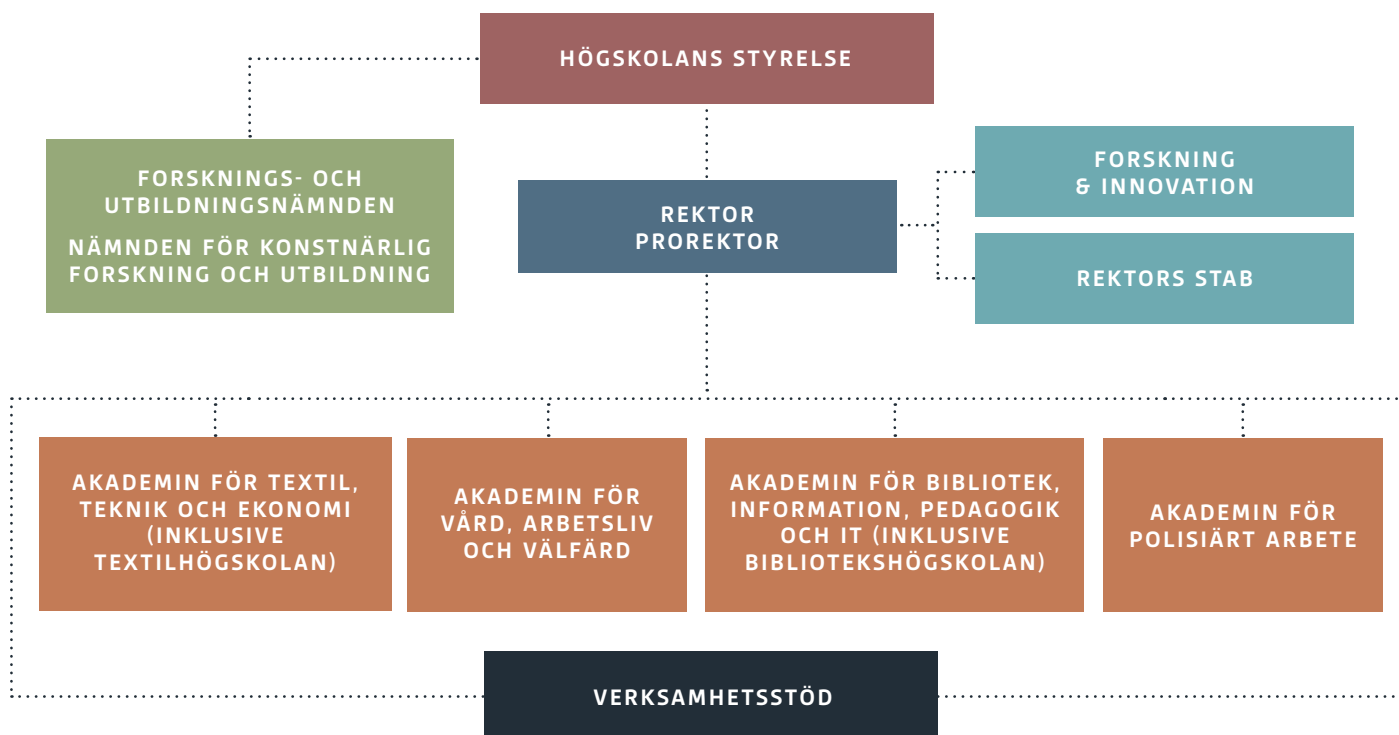 HÖGSKOLANS STYRELSE
FORSKNINGS- OCH
UTBILDNINGSNÄMNDEN
NÄMNDEN FÖR KONSTNÄRLIG
FORSKNING OCH UTBILDNING
REKTOR
PROREKTOR
FORSKNING
& INNOVATION
REKTORS STAB
AKADEMIN FÖR TEXTIL,
TEKNIK OCH EKONOMI
(INKLUSIVE
TEXTILHÖGSKOLAN)
AKADEMIN FÖR
VÅRD, ARBETSLIV
OCH VÄLFÄRD
AKADEMIN FÖR BIBLIOTEK,
INFORMATION, PEDAGOGIK
OCH IT (INKLUSIVE
BIBLIOTEKSHÖGSKOLAN)
AKADEMIN FÖR
POLISIÄRT ARBETE
VERKSAMHETSSTÖD